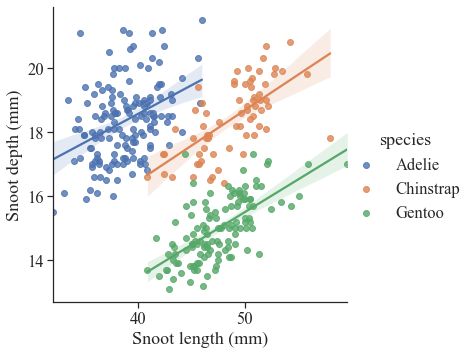 20
18
16
14
Snoot depth (mm)
40
50
Snoot length (mm)
species
Adelie
Chinstrap
Gentoo